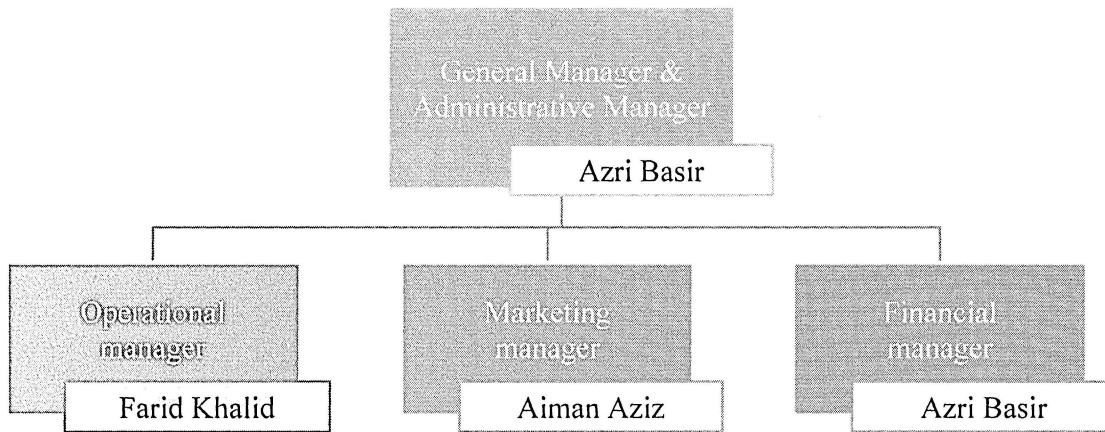 General Manager &
Administrative Manager
Azri Basir
Operational
manager
Farid Khalid
Marketing
manager
Aiman Aziz
Financial
manager
Azri Basir